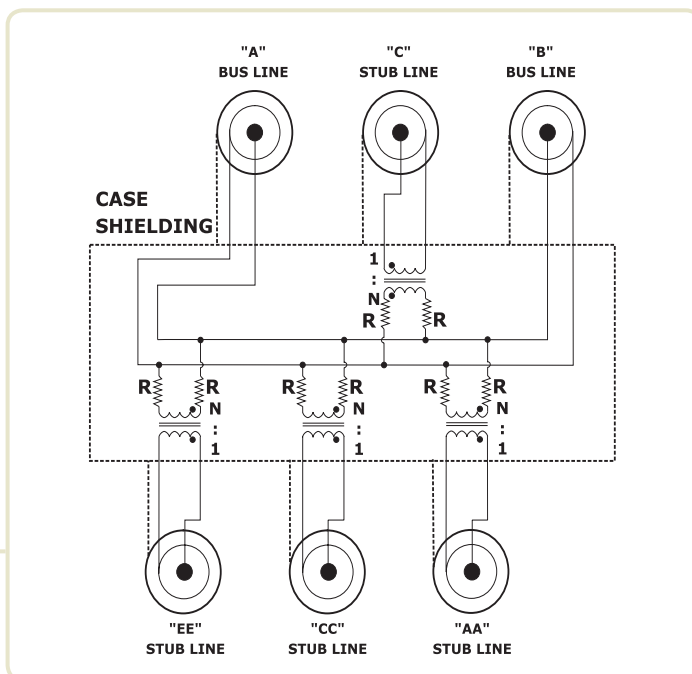 "A"
BUS LINE
"C"
STUB LINE
"B"
BUS LINE
CASE
SHIELDING
1
:
N
R
R
R
R
N
:
1
R
R
N
:
1
R
R
N
:
1
"EE"
STUB LINE
"CC"
STUB LINE
"AA"
STUB LINE